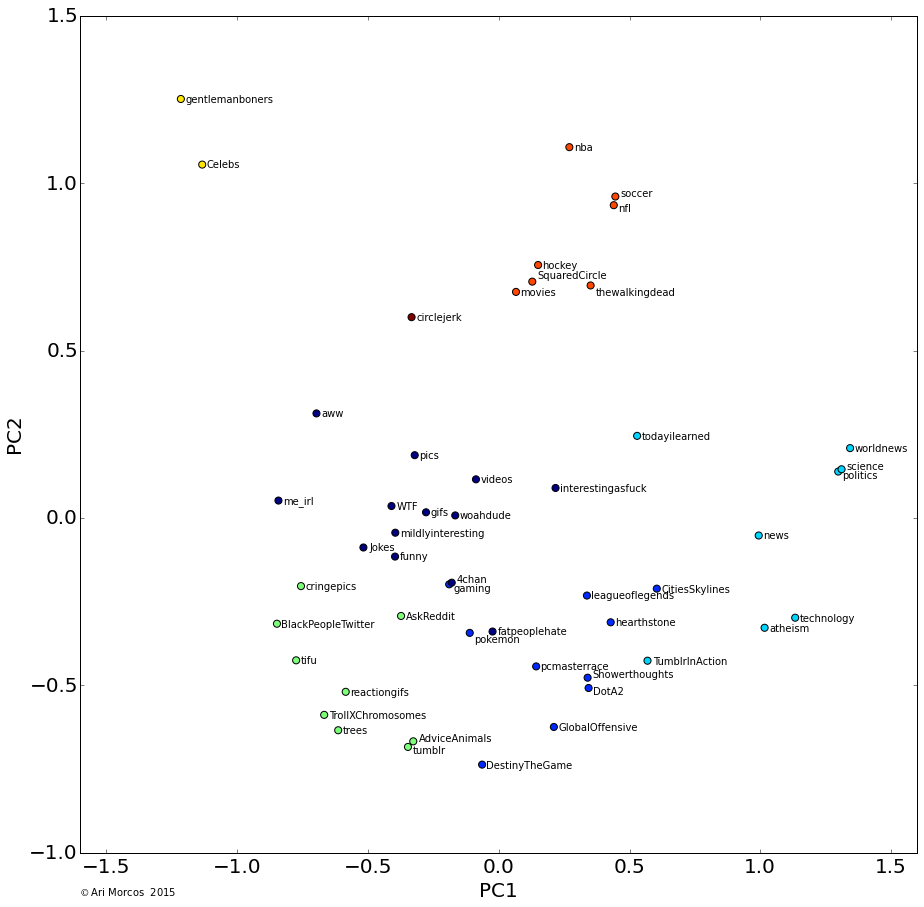 1.5
gentlemanboners
nba
Celebs
1.0
soccer
nfl
hockey
SquaredCircle
movies
thewalkingdead
circlejerk
0.5
aww
todayilearned
pics
worldnews
science
politics
videos
interestingasfuck
me_irl
WTF
gifs
woahdude
0.0
mildlyinteresting
news
Jokes
funny
cringepics
4chan
gaming
leagueoflegends
CitiesSkylines
AskReddit
BlackPeopleTwitter
hearthstone
technology
atheism
fatpeoplehate
pokemon
tifu
pcmasterrace
TumblrInAction
Showerthoughts
DotA2
−0.5
reactiongifs
TrollXChromosomes
trees
GlobalOffensive
AdviceAnimals
tumblr
DestinyTheGame
−1.0
PC2
−1.5 −1.0 −0.5 0.0 0.5 1.0 1.5
PC1
© Ari Morcos 2015